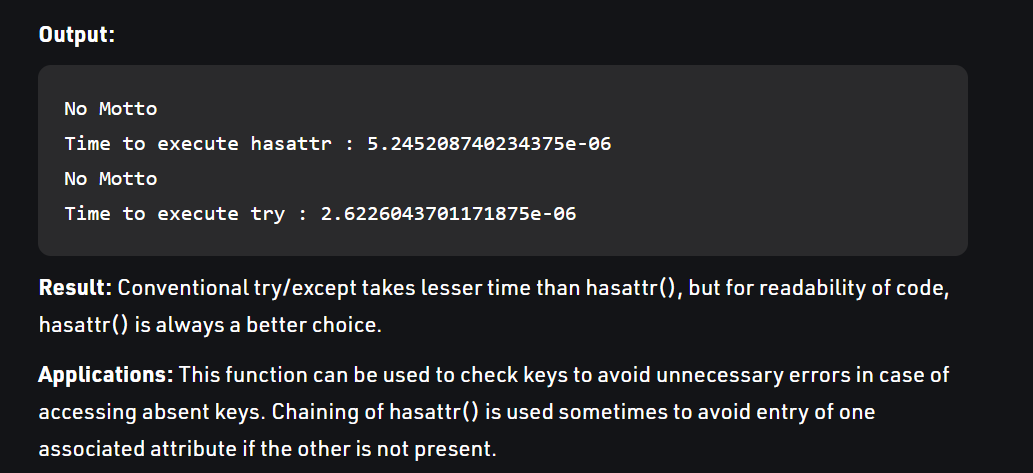 Output:
No Motto
Time to execute hasattr : 5.245208740234375e-06
No Motto
Time to execute try : 2.6226043701171875e-06
Result: Conventional try/except takes lesser time than hasattr(), but for readability of code,
hasattr() is always a better choice.
Applications: This function can be used to check keys to avoid unnecessary errors in case of
accessing absent keys. Chaining of hasattr() is used sometimes to avoid entry of one
associated attribute if the other is not present.